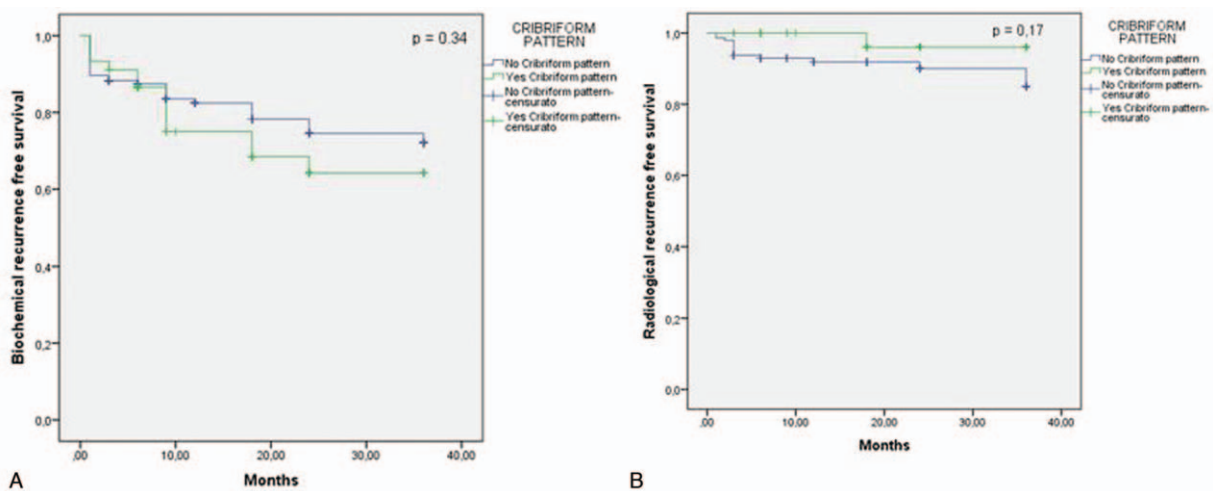 CRIBRIFORM
PATTERN
No Cribriform pattern
Yes Cribriform pattern
No Cribriform pattern-
censurato
Yes Cribriform pattern-
censurato
p = 0.34
1,0
0,8
0,6
0,4
0,2
0,0
Biochemical recurrence free survival
,00
10,00
20,00
30,00
40,00
Months
A
CRIBRIFORM
PATTERN
No Cribriform pattern
Yes Cribriform pattern
No Cribriform pattern-
censurato
Yes Cribriform pattern-
censurato
p = 0,17
1,0
0,8
0,6
0,4
0,2
0,0
Radiological recurrence free survival
,00
10,00
20,00
30,00
40,00
Months
B